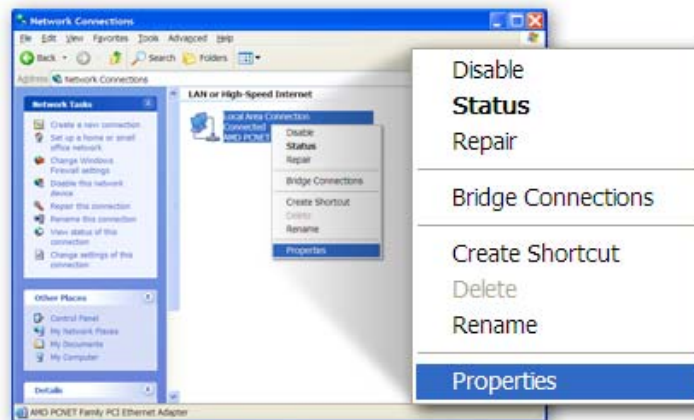 Network Connections
File Edit View Favorites Tools Advanced Help
Back Search Folders
Address Network Connections
Network Tasks
Create a new connection
Set up a home or small
office network
Change Windows
Firewall settings
Disable this network
device
Repair this connection
Rename this connection
View status of this
connection
Change settings of this
connection
Other Places
Control Panel
My Network Places
My Documents
My Computer
Details
LAN or High-Speed Internet
Local Area Connection
Connected
AMD PCNET
Disable
Status
Repair
Bridge Connections
Create Shortcut
Delete
Rename
Properties
AMD PCNET Family PCI Ethernet Adapter
Disable
Status
Repair
Bridge Connections
Create Shortcut
Delete
Rename
Properties